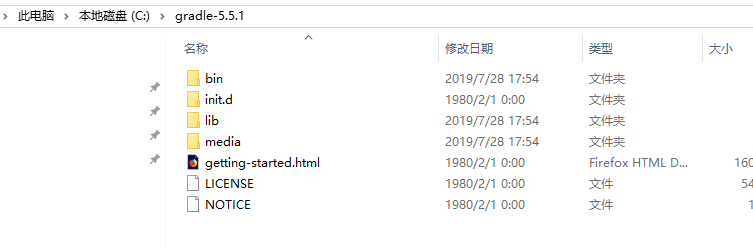 此电脑 > 本地磁盘 (C:) > gradle-5.5.1
名称 修改日期 类型 大小
bin 2019/7/28 17:54 文件夹
init.d 1980/2/1 0:00 文件夹
lib 2019/7/28 17:54 文件夹
media 2019/7/28 17:54 文件夹
getting-started.html 1980/2/1 0:00 Firefox HTML D... 160
LICENSE 1980/2/1 0:00 文件 54
NOTICE 1980/2/1 0:00 文件 1